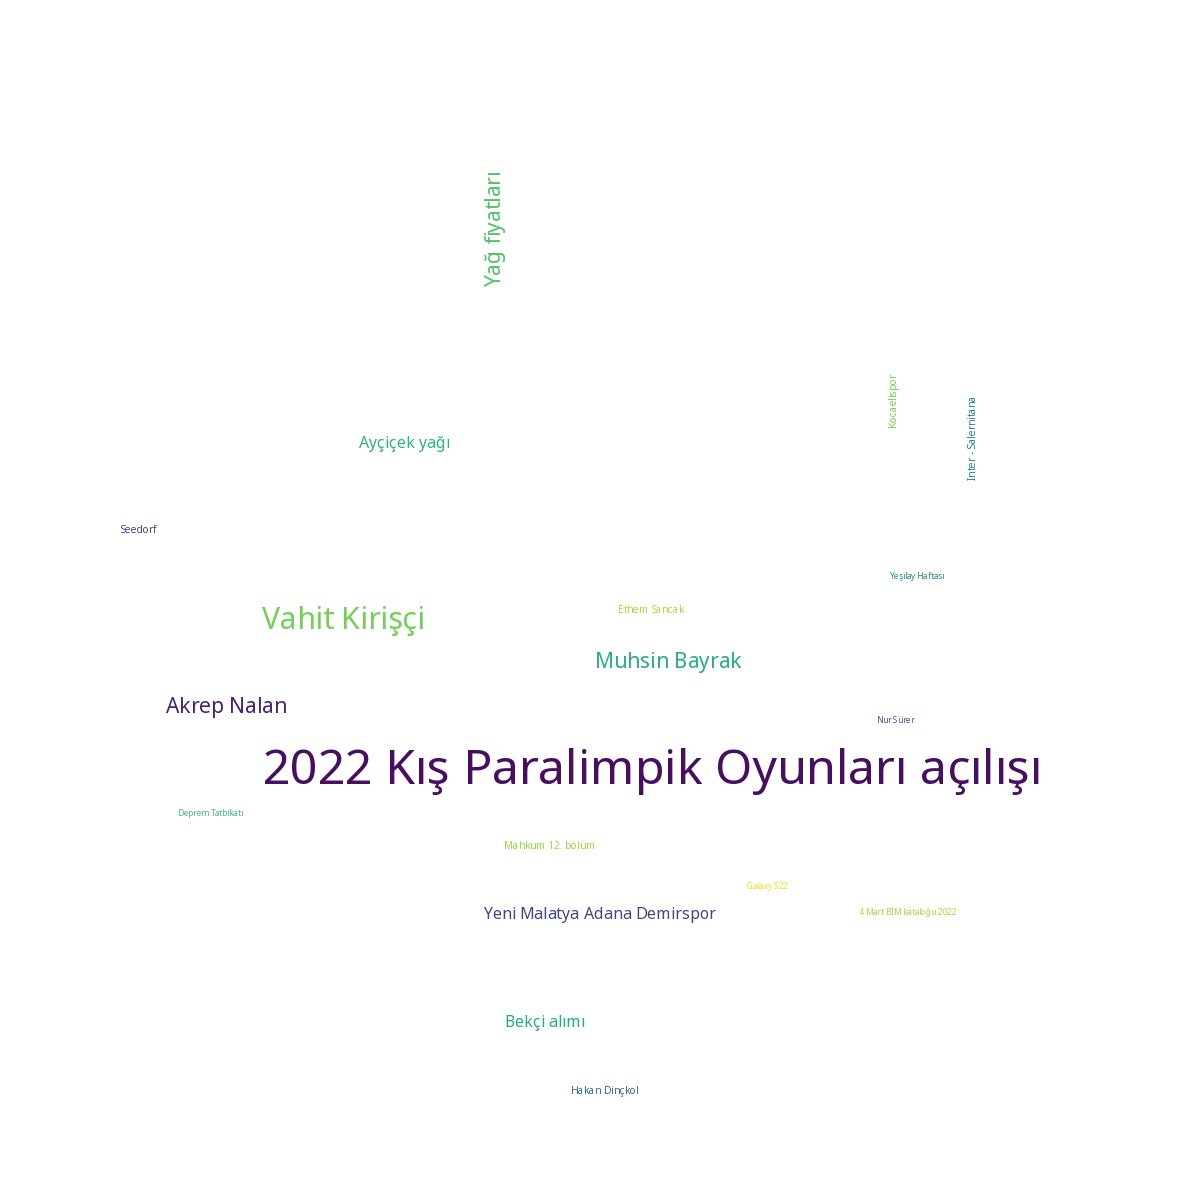 Yağ fiyatları
Kocaelispor
Inter - Salernitana
Ayçiçek yağı
Seedorf
Yeşilay Haftası
Vahit Kirişçi
Ethem Sancak
Muhsin Bayrak
Akrep Nalan
Nur Sürer
2022 Kış Paralimpik Oyunları açılışı
Deprem Tatbikatı
Mahkum 12. bölüm
Galaxy S22
Yeni Malatya Adana Demirspor
4 Mart BİM kataloğu 2022
Bekçi alımı
Hakan Dinçkol